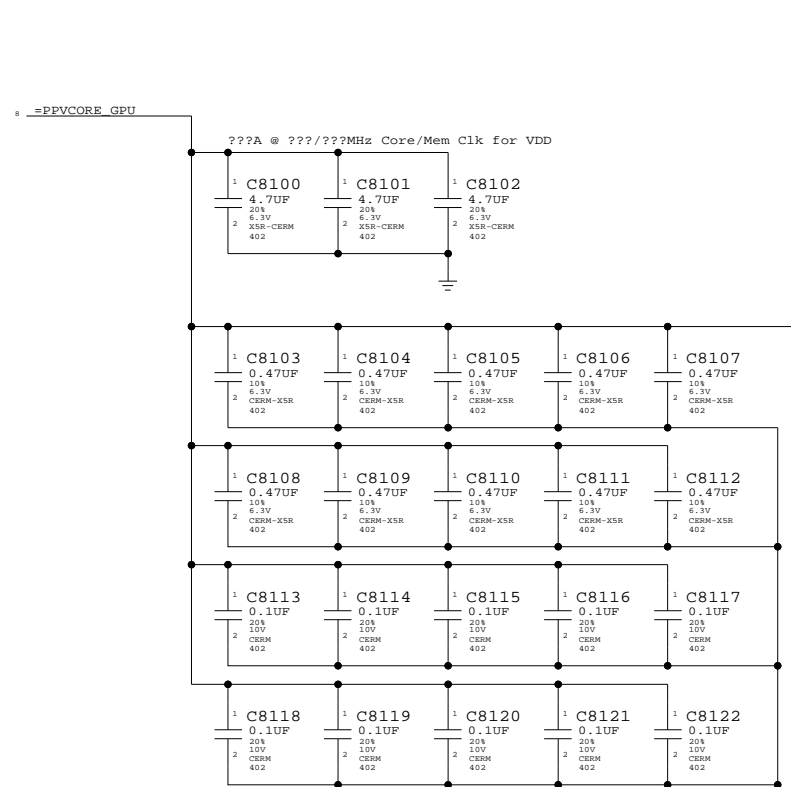 8 =PPVCORE_GPU
???A @ ???/???MHz Core/Mem Clk for VDD
1 C8100 1 C8101 1 C8102
4.7UF 4.7UF 4.7UF
20% 20% 20%
6.3V 6.3V 6.3V
2 X5R-CERM 2 X5R-CERM 2 X5R-CERM
402 402 402
1 C8103 1 C8104 1 C8105 1 C8106 1 C8107
0.47UF 0.47UF 0.47UF 0.47UF 0.47UF
10% 10% 10% 10% 10%
6.3V 6.3V 6.3V 6.3V 6.3V
2 CERM-X5R 2 CERM-X5R 2 CERM-X5R 2 CERM-X5R 2 CERM-X5R
402 402 402 402 402
1 C8108 1 C8109 1 C8110 1 C8111 1 C8112
0.47UF 0.47UF 0.47UF 0.47UF 0.47UF
10% 10% 10% 10% 10%
6.3V 6.3V 6.3V 6.3V 6.3V
2 CERM-X5R 2 CERM-X5R 2 CERM-X5R 2 CERM-X5R 2 CERM-X5R
402 402 402 402 402
1 C8113 1 C8114 1 C8115 1 C8116 1 C8117
0.1UF 0.1UF 0.1UF 0.1UF 0.1UF
20% 20% 20% 20% 20%
10V 10V 10V 10V 10V
2 CERM 2 CERM 2 CERM 2 CERM 2 CERM
402 402 402 402 402
1 C8118 1 C8119 1 C8120 1 C8121 1 C8122
0.1UF 0.1UF 0.1UF 0.1UF 0.1UF
20% 20% 20% 20% 20%
10V 10V 10V 10V 10V
2 CERM 2 CERM 2 CERM 2 CERM 2 CERM
402 402 402 402 402